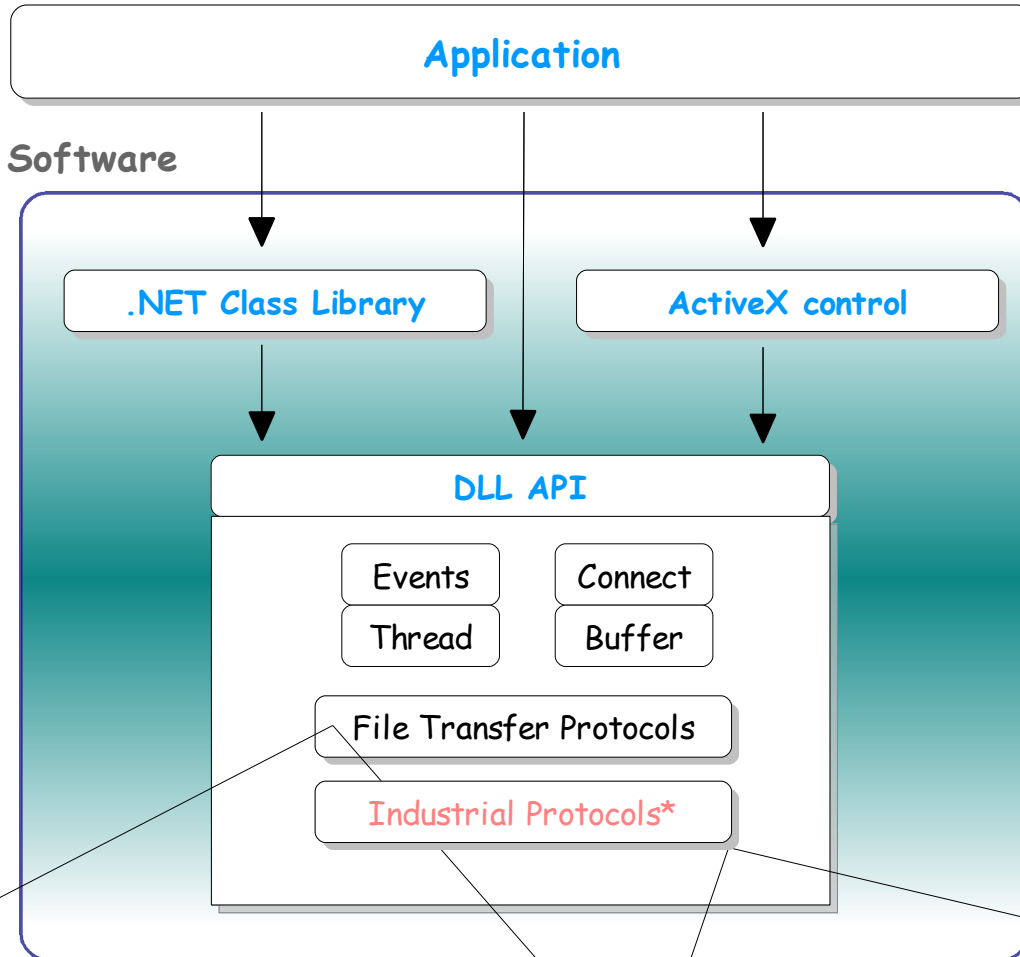 Application
Software
.NET Class Library
ActiveX control
DLL API
Events
Connect
Thread
Buffer
File Transfer Protocols
Industrial Protocols*